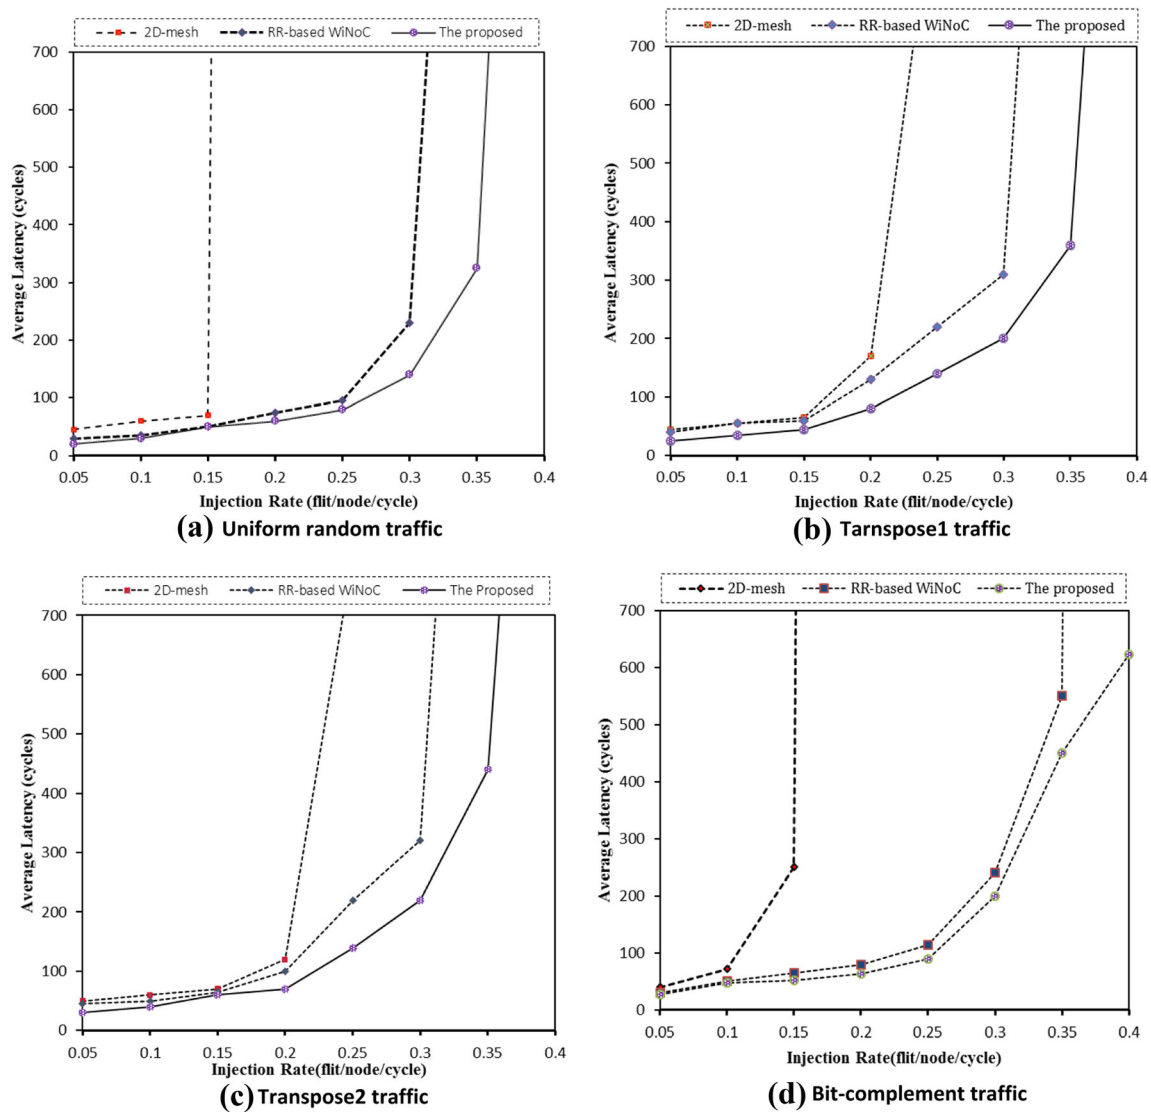 2D-mesh RR-based WiNoC The proposed
700
600
500
400
300
200
100
0
Average Latency (cycles)
0.05 0.1 0.15 0.2 0.25 0.3 0.35 0.4
Injection Rate (flit/node/cycle)
(a) Uniform random traffic
2D-mesh RR-based WiNoC The proposed
700
600
500
400
300
200
100
0
Average Latency (cycles)
0.05 0.1 0.15 0.2 0.25 0.3 0.35 0.4
Injection Rate (flit/node/cycle)
(b) Tarnspose1 traffic
2D-mesh RR-based WiNoC The Proposed
700
600
500
400
300
200
100
0
Average Latency (cycles)
0.05 0.1 0.15 0.2 0.25 0.3 0.35 0.4
Injection Rate(flit/node/cycle)
(c) Transpose2 traffic
2D-mesh RR-based WiNoC The proposed
700
600
500
400
300
200
100
0
Average Latency (cycles)
0.05 0.1 0.15 0.2 0.25 0.3 0.35 0.4
Injection Rate (flit/node/cycle)
(d) Bit-complement traffic